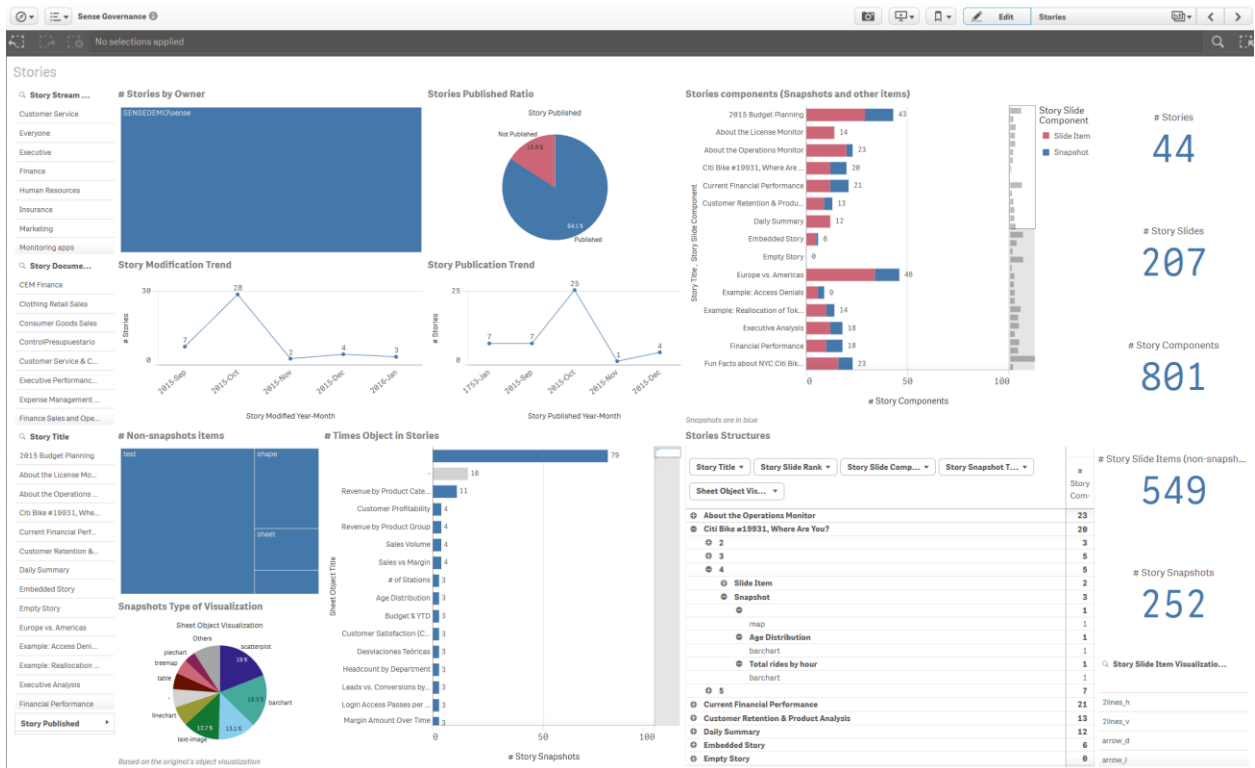 Sense Governance
Edit
Stories
No selections applied
Stories
Story Stream ...
Customer Service
Everyone
Executive
Finance
Human Resources
Insurance
Marketing
Monitoring apps
Story Docume...
CEM Finance
Clothing Retail Sales
Consumer Goods Sales
ControlPresupuestario
Customer Service & C...
Executive Performanc...
Expense Management ...
Finance Sales and Ope...
Story Title
2015 Budget Planning
About the License Mo...
About the Operations ...
Citi Bike #19931, Whe...
Current Financial Perf...
Customer Retention &...
Daily Summary
Embedded Story
Empty Story
Europe vs. Americas
Example: Access Deni...
Example: Reallocation ...
Executive Analysis
Financial Performance
Story Published
# Stories by Owner
SENSEDEMO\sense
Stories Published Ratio
Story Published
Not Published
15.9 %
84.1 %
Published
Story Modification Trend
# Stories
30
0
7
28
2
4
3
2015-Sep
2015-Oct
2015-Nov
2015-Dec
2016-Jan
Story Modified Year-Month
Story Publication Trend
# Stories
25
0
7
7
25
1
4
1753-Jan
2015-Sep
2015-Oct
2015-Nov
2015-Dec
Story Published Year-Month
Stories components (Snapshots and other items)
Story Title , Story Slide Component
2015 Budget Planning 43
About the License Monitor 14
About the Operations Monitor 23
Citi Bike #19931, Where Are ... 20
Current Financial Performance 21
Customer Retention & Produ... 13
Daily Summary 12
Embedded Story 6
Empty Story 0
Europe vs. Americas 46
Example: Access Denials 9
Example: Reallocation of Tok... 14
Executive Analysis 18
Financial Performance 18
Fun Facts about NYC Citi Bik... 23
0 50 100
# Story Components
Story Slide
Component
Slide Item
Snapshot
Snapshots are in blue
# Stories
44
# Story Slides
207
# Story Components
801
# Non-snapshots items
text
shape
sheet
Snapshots Type of Visualization
Sheet Object Visualization
Others
scatterplot
piechart
treemap
table
-
linechart
text-image
barchart
19 %
18.3 %
13.1 %
12.7 %
Based on the original's object visualization
# Times Object in Stories
Sheet Object Title
79
- 16
Revenue by Product Cate... 11
Customer Profitability 4
Revenue by Product Group 4
Sales Volume 4
Sales vs Margin 4
# of Stations 3
Age Distribution 3
Budget % YTD 3
Customer Satisfaction (C... 3
Desviaciones Teóricas 3
Headcount by Department 3
Leads vs. Conversions by... 3
Login Access Passes per ... 3
Margin Amount Over Time 3
0 50 100
# Story Snapshots
Stories Structures
Story Title
Story Slide Rank
Story Slide Comp...
Story Snapshot T...
Sheet Object Vis...
#
Story
Com-
About the Operations Monitor 23
Citi Bike #19931, Where Are You? 20
2 3
3 5
4 5
Slide Item 2
Snapshot 3
1
map 1
Age Distribution 1
barchart 1
Total rides by hour 1
barchart 1
5 7
Current Financial Performance 21
Customer Retention & Product Analysis 13
Daily Summary 12
Embedded Story 6
Empty Story 0
# Story Slide Items (non-snapsh...
549
# Story Snapshots
252
Story Slide Item Visualizatio...
2lines_h
2lines_v
arrow_d
arrow_l